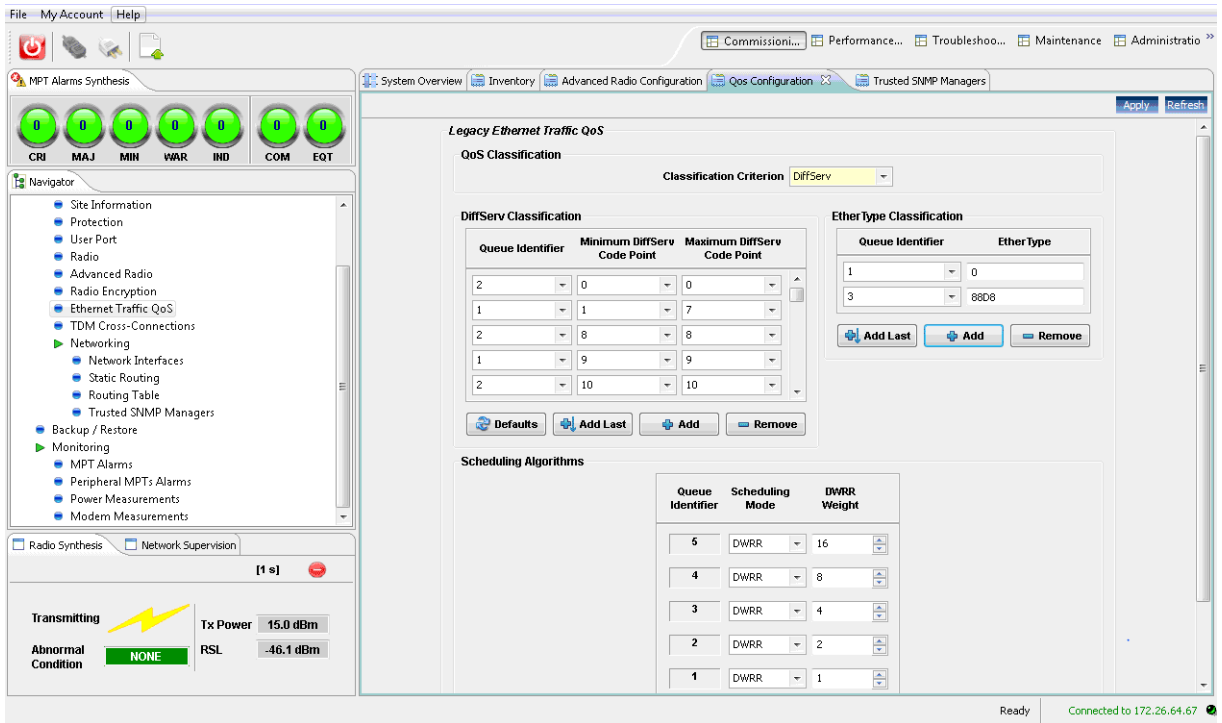 File My Account Help
Commissioni... Performance... Troubleshoo... Maintenance Administratio »
MPT Alarms Synthesis
0 0 0 0 0 0 0
CRI MAJ MIN WAR IND COM EQT
Navigator
Site Information
Protection
User Port
Radio
Advanced Radio
Radio Encryption
Ethernet Traffic QoS
TDM Cross-Connections
Networking
Network Interfaces
Static Routing
Routing Table
Trusted SNMP Managers
Backup / Restore
Monitoring
MPT Alarms
Peripheral MPTs Alarms
Power Measurements
Modem Measurements
Radio Synthesis Network Supervision
[1 s]
Transmitting
Tx Power 15.0 dBm
Abnormal Condition NONE
RSL -46.1 dBm
System Overview Inventory Advanced Radio Configuration Qos Configuration Trusted SNMP Managers
Apply Refresh
Legacy Ethernet Traffic QoS
QoS Classification
Classification Criterion DiffServ
DiffServ Classification
Queue Identifier Minimum DiffServ Code Point Maximum DiffServ Code Point
2 0 0
1 1 7
2 8 8
1 9 9
2 10 10
Defaults Add Last Add Remove
EtherType Classification
Queue Identifier EtherType
1 0
3 88D8
Add Last Add Remove
Scheduling Algorithms
Queue Identifier Scheduling Mode DWRR Weight
5 DWRR 16
4 DWRR 8
3 DWRR 4
2 DWRR 2
1 DWRR 1
Ready Connected to 172.26.64.67